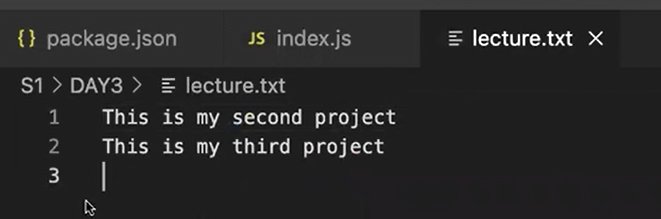 {} package.json JS index.js lecture.txt ×
S1 > DAY3 > lecture.txt
1 This is my second project
2 This is my third project
3